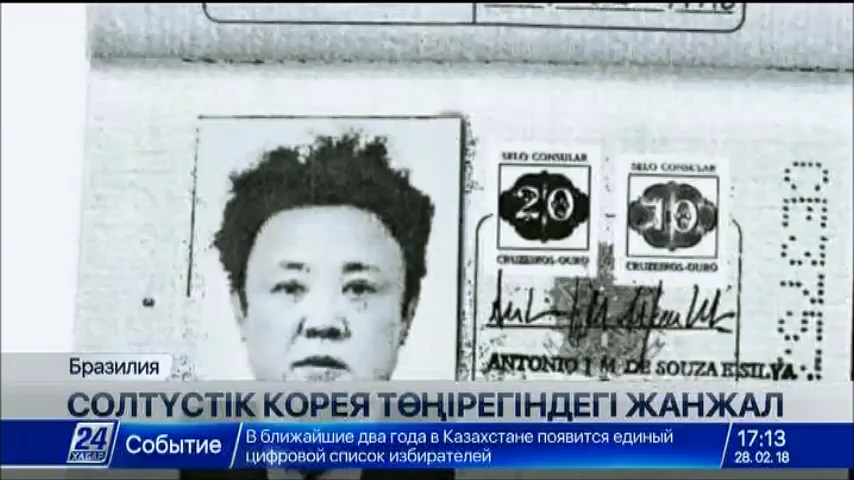 SELO CONSULAR
20
CRUZEIROS-OURO
SELO CONSULAR
10
CRUZEIROS-OURO
ANTONIO J M DE SOUZA E SILVA
Бразилия
СОЛТҮСТІК КОРЕЯ ТӨҢІРЕГІНДЕГІ ЖАНЖАЛ
24
ХАБАР
Событие
В ближайшие два года в Казахстане появится единый
цифровой список избирателей
17:13
28.02.18